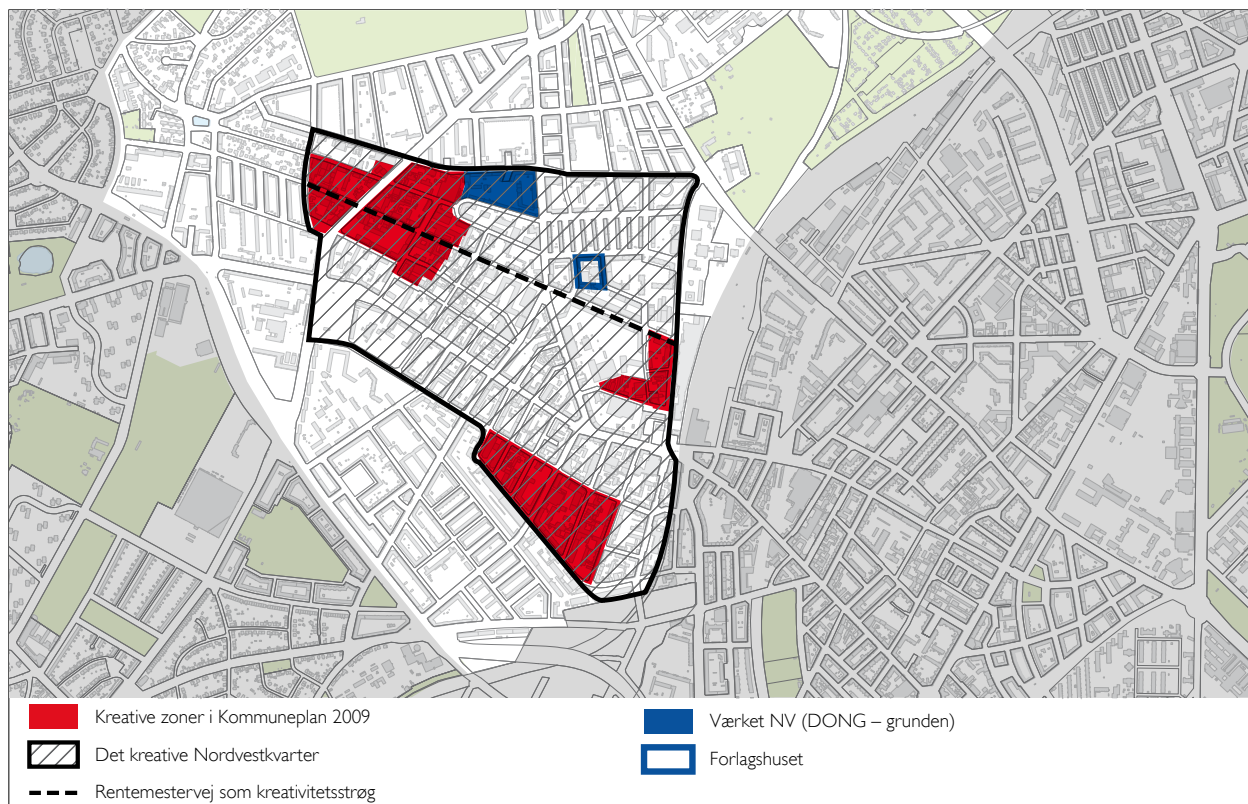 Kreative zoner i Kommuneplan 2009
Det kreative Nordvestkvarter
Rentemestervej som kreativitetsstrøg
Værket NV (DONG – grunden)
Forlagshuset